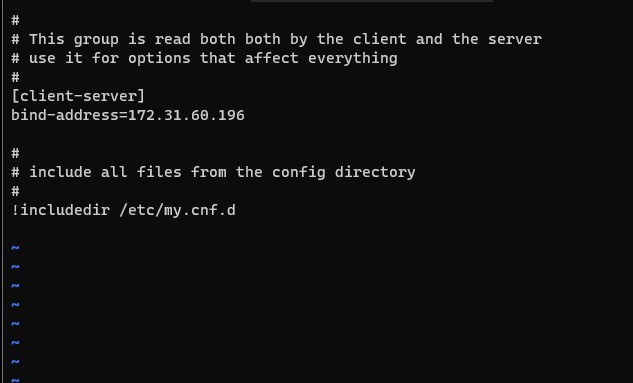 #
# This group is read both both by the client and the server
# use it for options that affect everything
#
[client-server]
bind-address=172.31.60.196

#
# include all files from the config directory
#
!includedir /etc/my.cnf.d

~
~
~
~
~
~
~
~